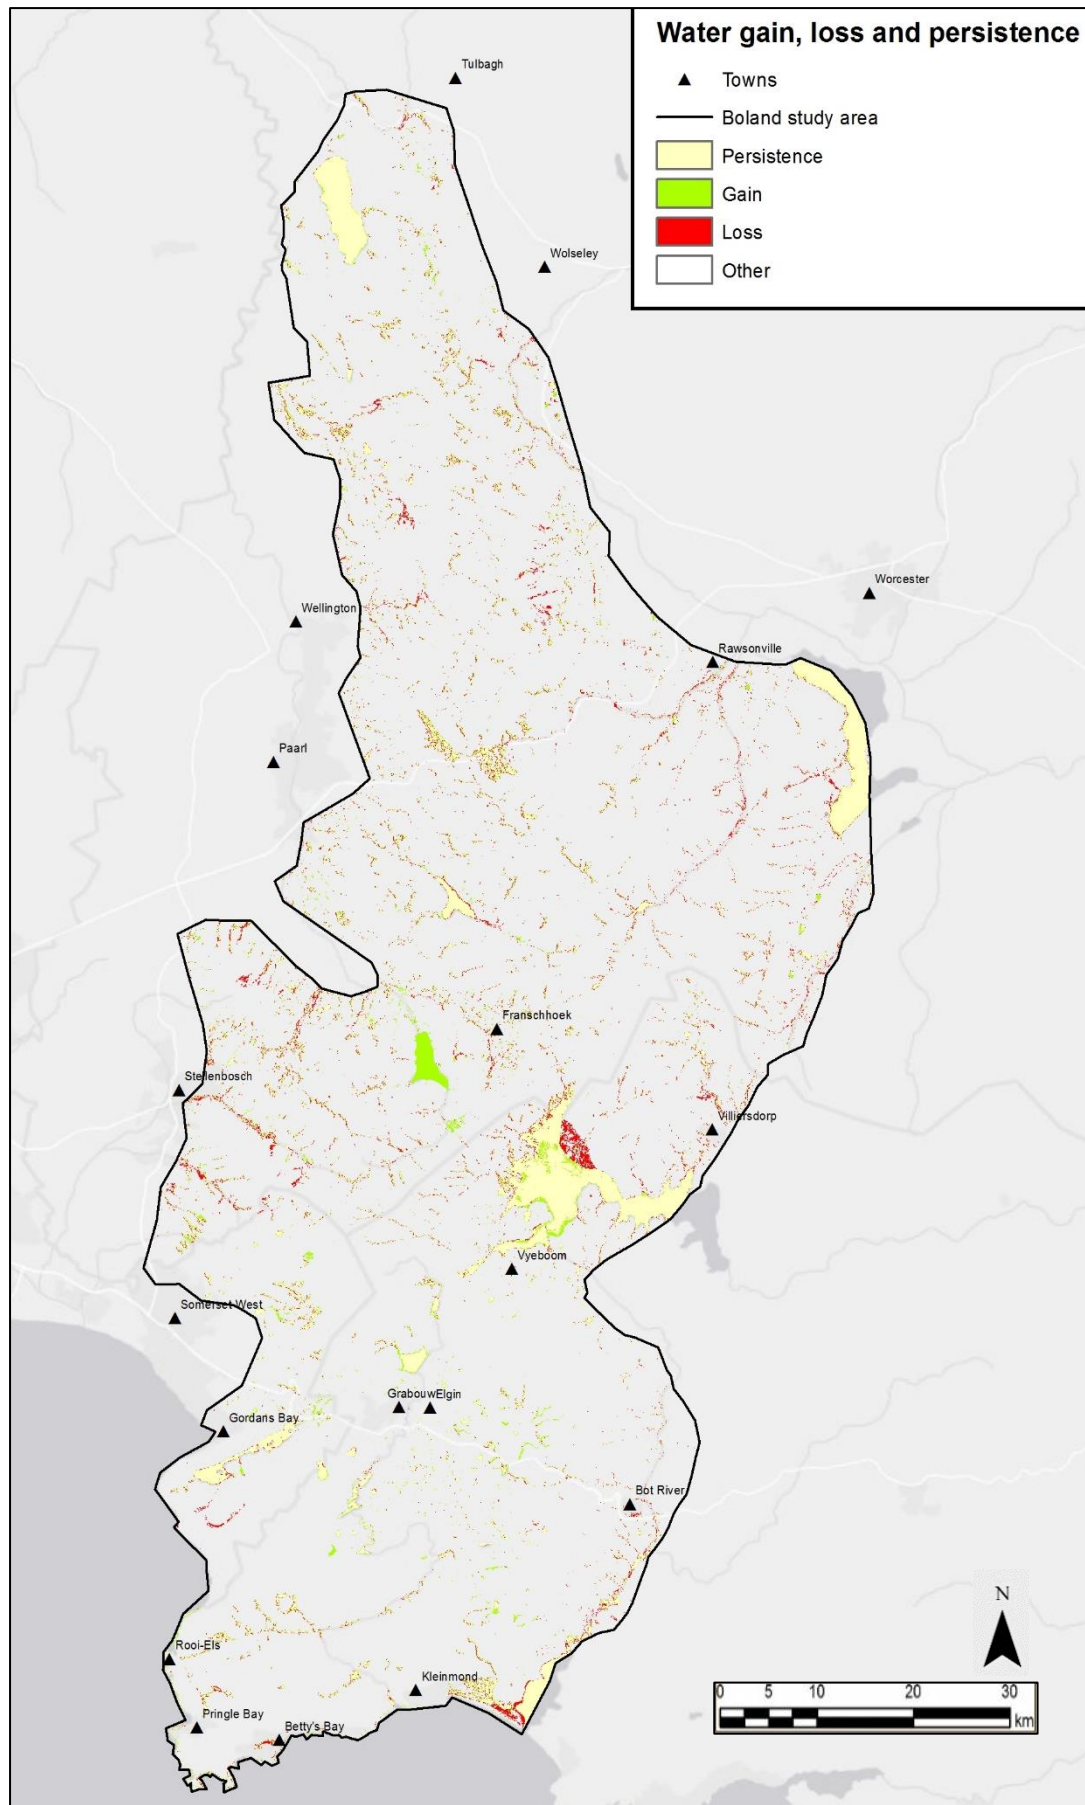 Water gain, loss and persistence
Towns
Boland study area
Persistence
Gain
Loss
Other
Tulbagh
Wolseley
Worcester
Wellington
Rawsonville
Paarl
Franschhoek
Stellenbosch
Villiersdorp
Vyeboom
Somerset West
Grabouw Elgin
Gordans Bay
Bot River
Rooi-Els
Kleinmond
Pringle Bay
Betty's Bay
N
0 5 10 20 30
km